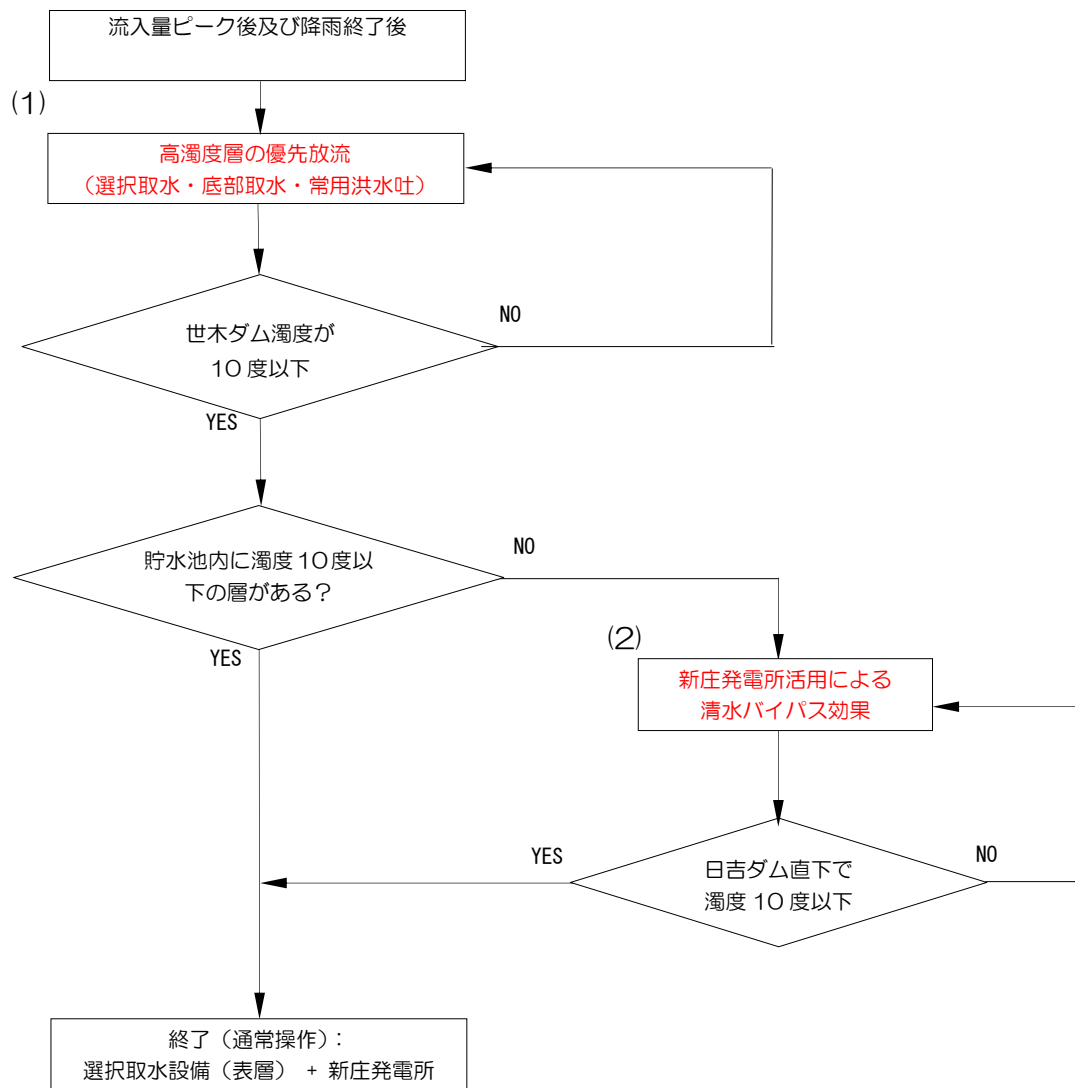 流入量ピーク後及び降雨終了後
(1)
高濁度層の優先放流
（選択取水・底部取水・常用洪水吐）
NO
世木ダム濁度が
10 度以下
YES
貯水池内に濁度 10 度以
下の層がある？
NO
YES
(2)
新庄発電所活用による
清水バイパス効果
YES
日吉ダム直下で
濁度 10 度以下
NO
終了（通常操作）：
選択取水設備（表層） + 新庄発電所